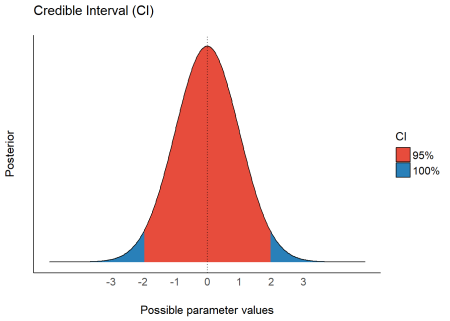 Credible Interval (CI)
Posterior
CI
95%
100%
-3 -2 -1 0 1 2 3
Possible parameter values